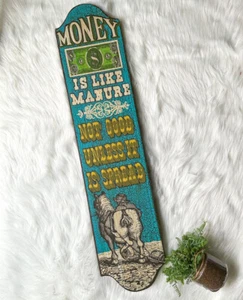 MONEY
$
IS LIKE
MANURE
NOT GOOD
UNLESS IT
IS SPREAD